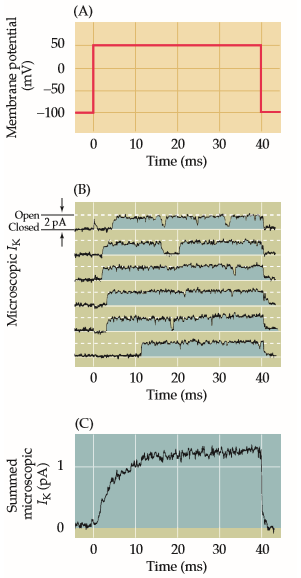 (A)
Membrane potential
(mV)
50
0
−50
−100
0 10 20 30 40
Time (ms)
(B)
Microscopic IK
Open
Closed
2 pA
0 10 20 30 40
Time (ms)
(C)
Summed
microscopic
IK (pA)
1
0
0 10 20 30 40
Time (ms)